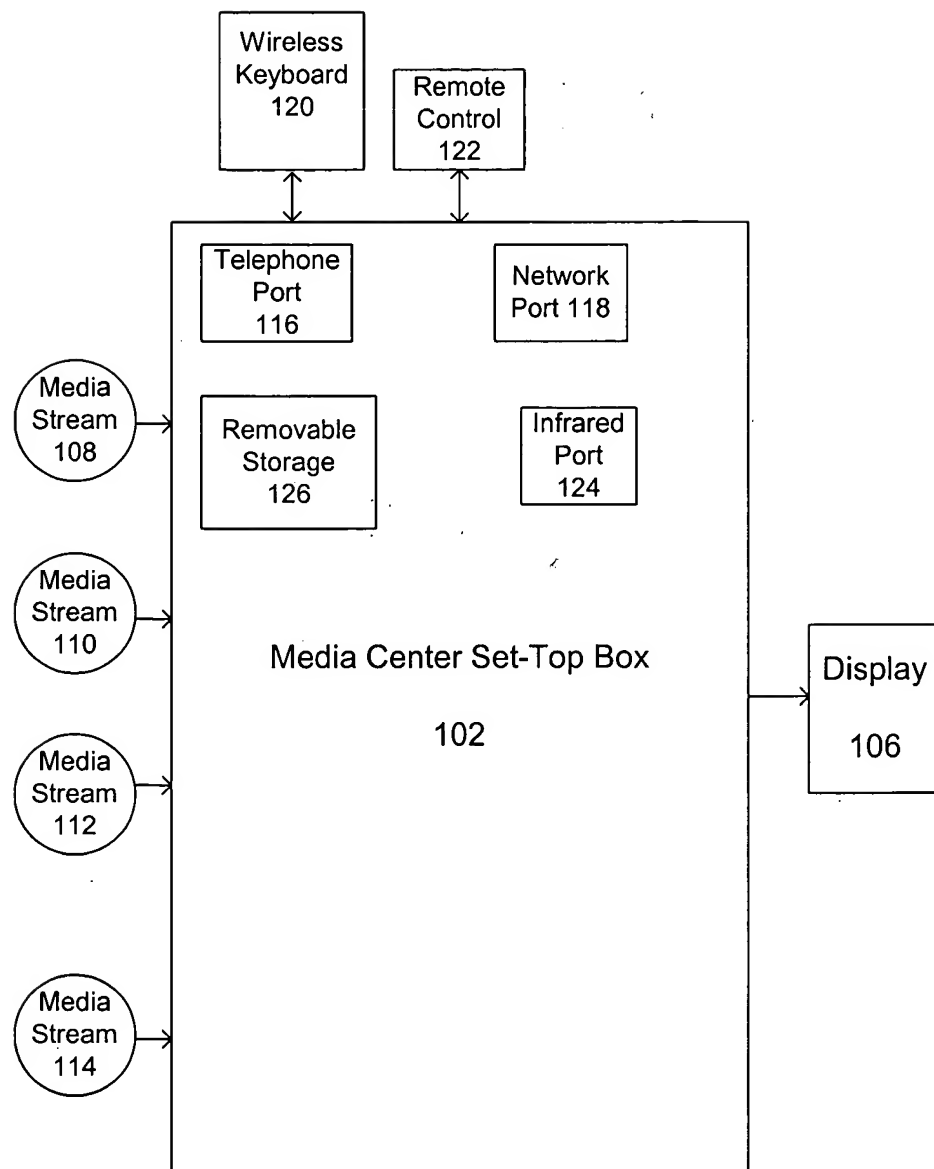 Wireless
Keyboard
120
Remote
Control
122
Telephone
Port
116
Network
Port 118
Media
Stream
108
Removable
Storage
126
Infrared
Port
124
Media
Stream
110
Media Center Set-Top Box
102
Display
106
Media
Stream
112
Media
Stream
114